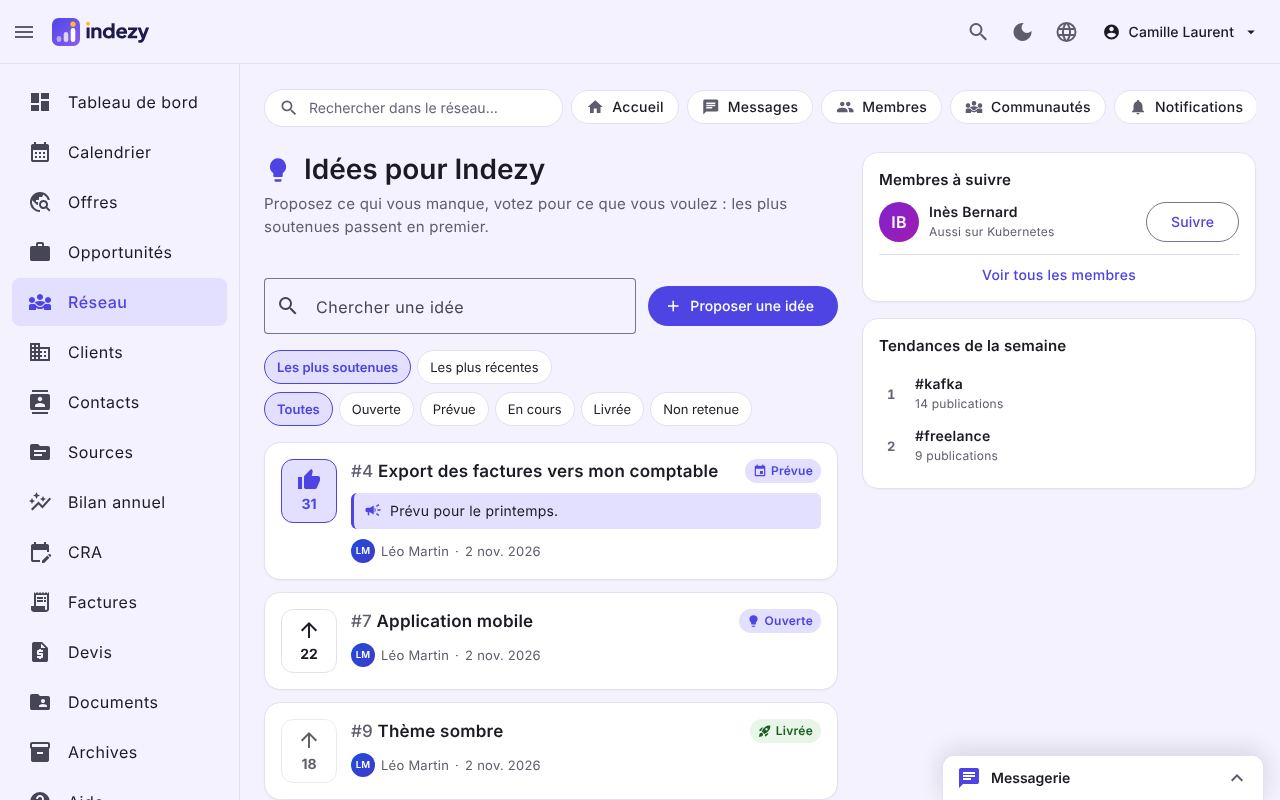 indezy
Camille Laurent
Tableau de bord
Calendrier
Offres
Opportunités
Réseau
Clients
Contacts
Sources
Bilan annuel
CRA
Factures
Devis
Documents
Archives
Aide
Rechercher dans le réseau...
Accueil
Messages
Membres
Communautés
Notifications
Idées pour Indezy
Proposez ce qui vous manque, votez pour ce que vous voulez : les plus
soutenues passent en premier.
Chercher une idée
Proposer une idée
Les plus soutenues
Les plus récentes
Toutes
Ouverte
Prévue
En cours
Livrée
Non retenue
31
#4 Export des factures vers mon comptable
Prévue
Prévu pour le printemps.
LM Léo Martin · 2 nov. 2026
22
#7 Application mobile
Ouverte
LM Léo Martin · 2 nov. 2026
18
#9 Thème sombre
Livrée
LM Léo Martin · 2 nov. 2026
Membres à suivre
IB
Inès Bernard
Aussi sur Kubernetes
Suivre
Voir tous les membres
Tendances de la semaine
1
#kafka
14 publications
2
#freelance
9 publications
Messagerie